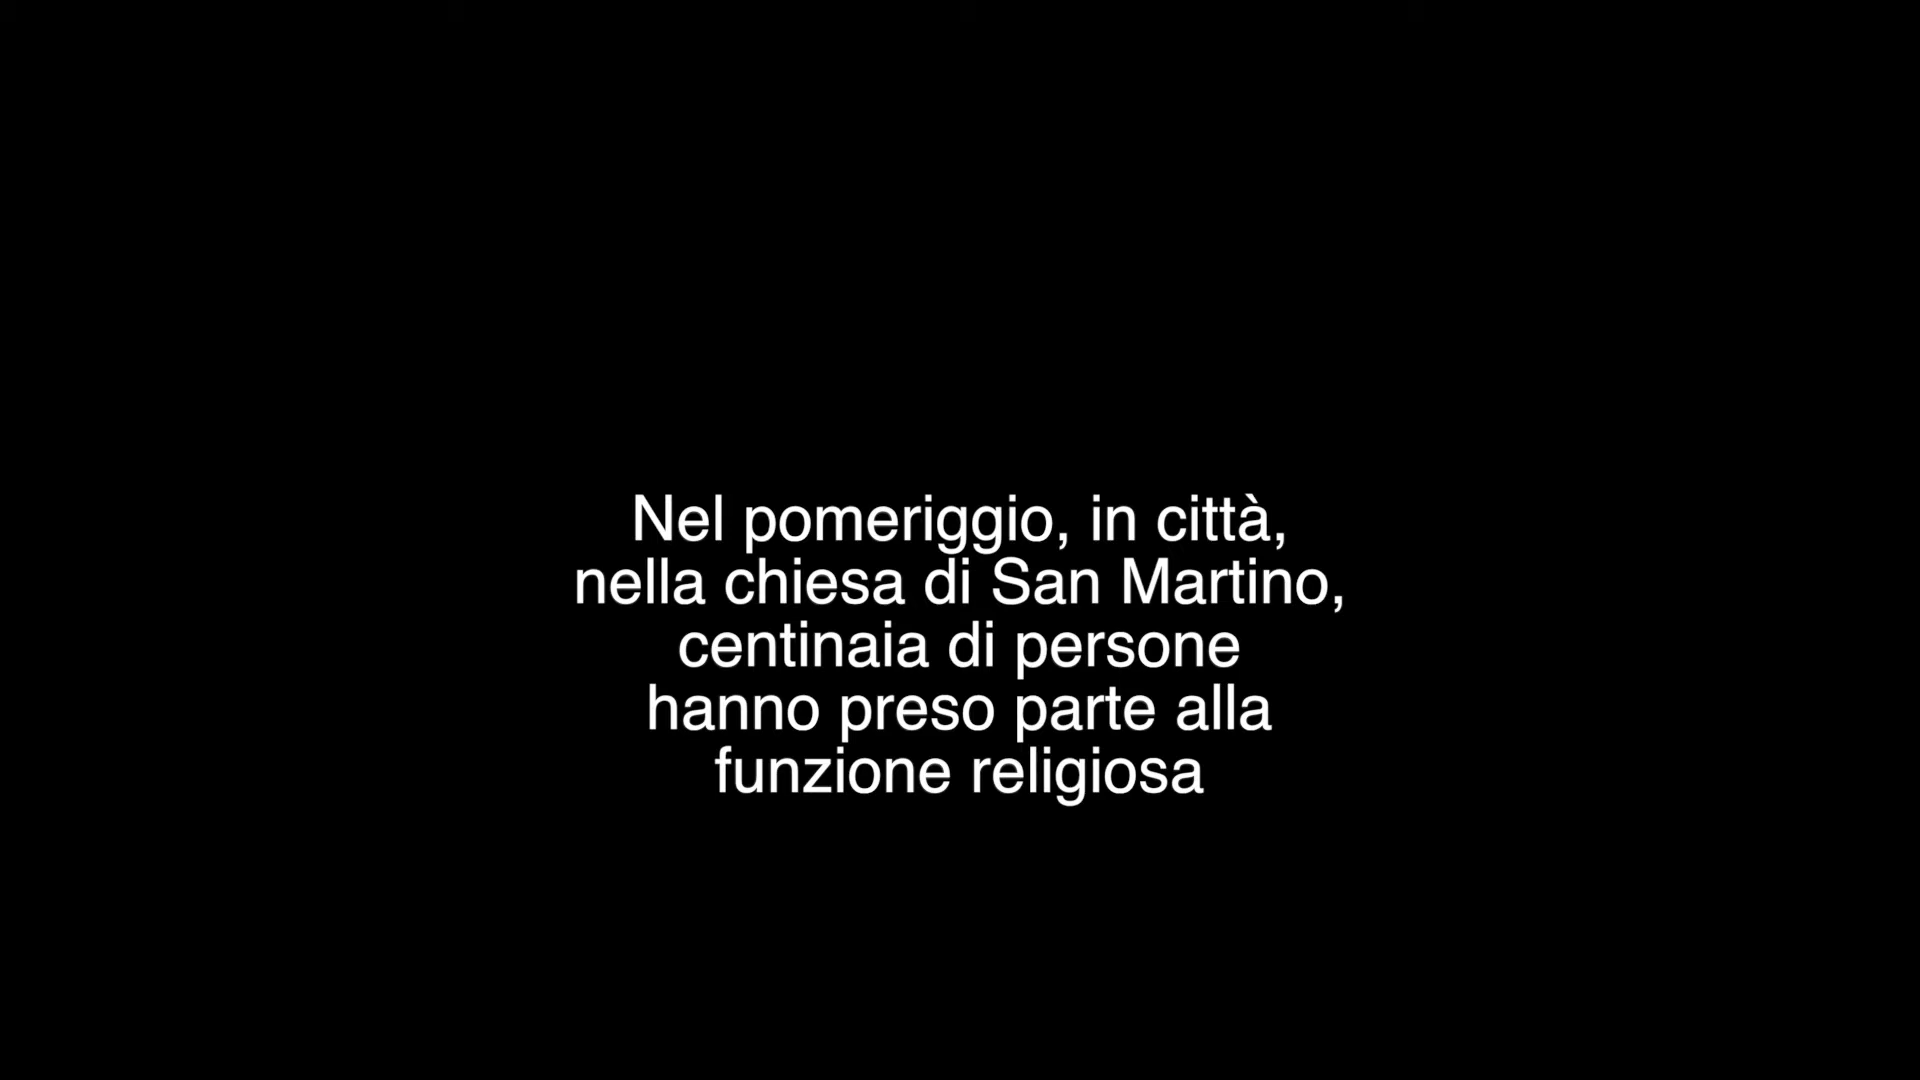 Nel pomeriggio, in città,
nella chiesa di San Martino,
centinaia di persone
hanno preso parte alla
funzione religiosa